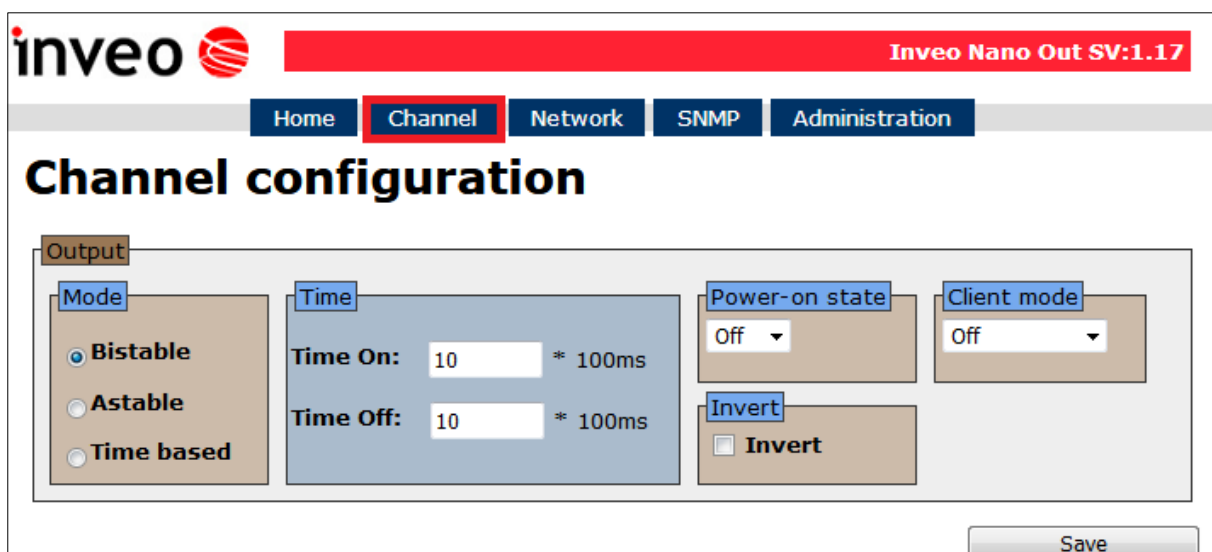 inveo
Inveo Nano Out SV:1.17
Home Channel Network SNMP Administration
Channel configuration
Output
Mode
Bistable
Astable
Time based
Time
Time On: 10 * 100ms
Time Off: 10 * 100ms
Power-on state
Off
Invert
Invert
Client mode
Off
Save